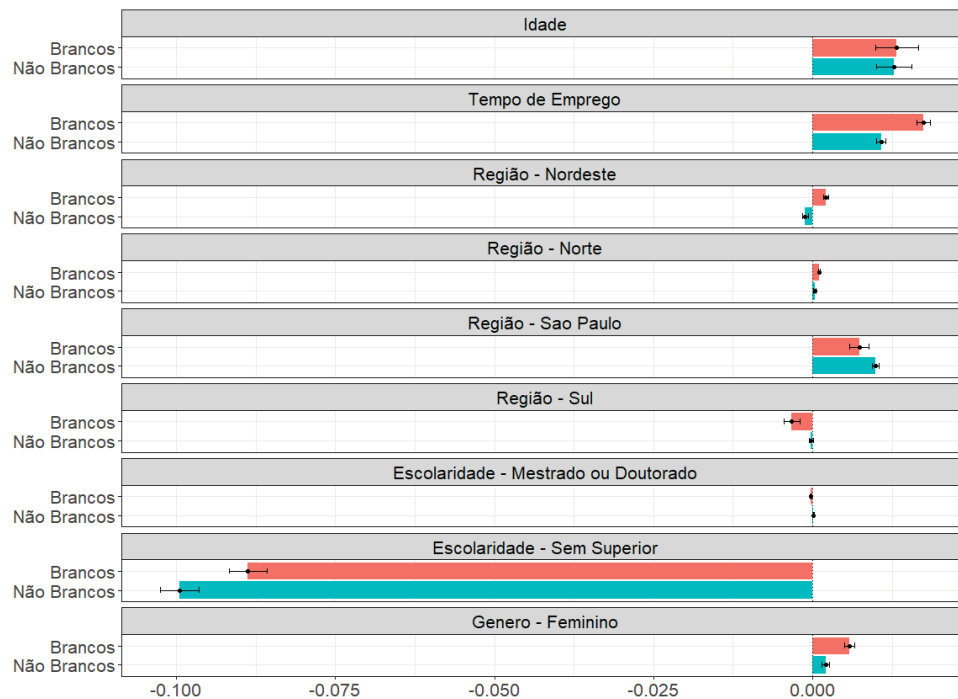 Idade
Brancos
Não Brancos
Tempo de Emprego
Brancos
Não Brancos
Região - Nordeste
Brancos
Não Brancos
Região - Norte
Brancos
Não Brancos
Região - Sao Paulo
Brancos
Não Brancos
Região - Sul
Brancos
Não Brancos
Escolaridade - Mestrado ou Doutorado
Brancos
Não Brancos
Escolaridade - Sem Superior
Brancos
Não Brancos
Genero - Feminino
Brancos
Não Brancos
-0.100 -0.075 -0.050 -0.025 0.000